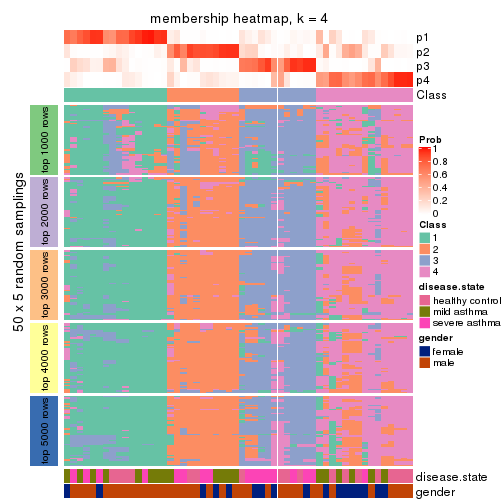 membership heatmap, k = 4
p1
p2
p3
p4
Class
50 x 5 random samplings
top 1000 rows
top 2000 rows
top 3000 rows
top 4000 rows
top 5000 rows
Prob
1
0.8
0.6
0.4
0.2
0
Class
1
2
3
4
disease.state
healthy control
mild asthma
severe asthma
gender
female
male
disease.state
gender